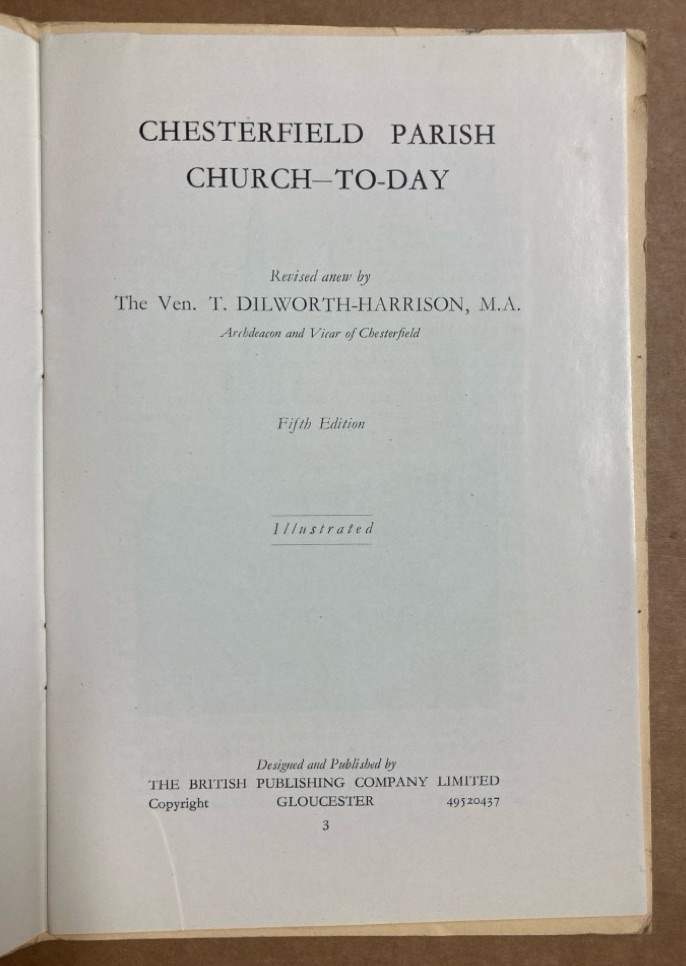 CHESTERFIELD PARISH
CHURCH—TO-DAY
Revised anew by
The Ven. T. DILWORTH-HARRISON, M.A.
Archdeacon and Vicar of Chesterfield
Fifth Edition
Illustrated
Designed and Published by
THE BRITISH PUBLISHING COMPANY LIMITED
Copyright GLOUCESTER 49520437
3